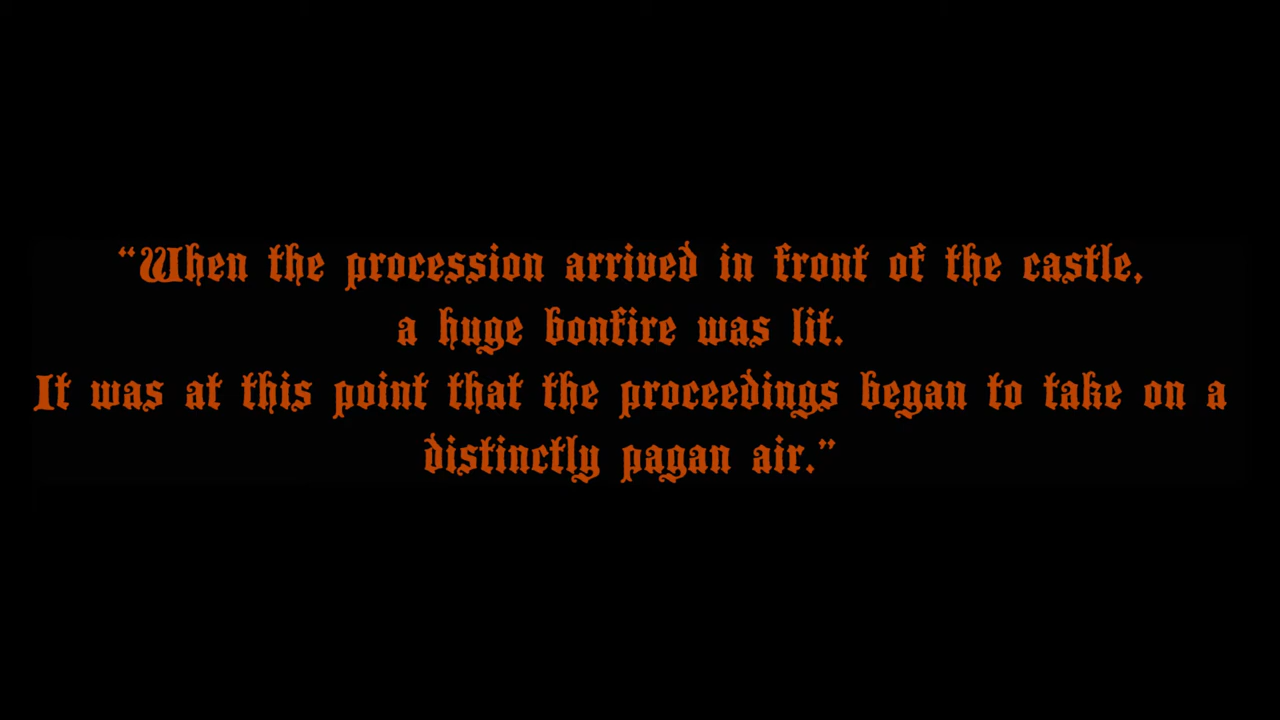 “When the procession arrived in front of the castle,
a huge bonfire was lit.
It was at this point that the proceedings began to take on a
distinctly pagan air.”